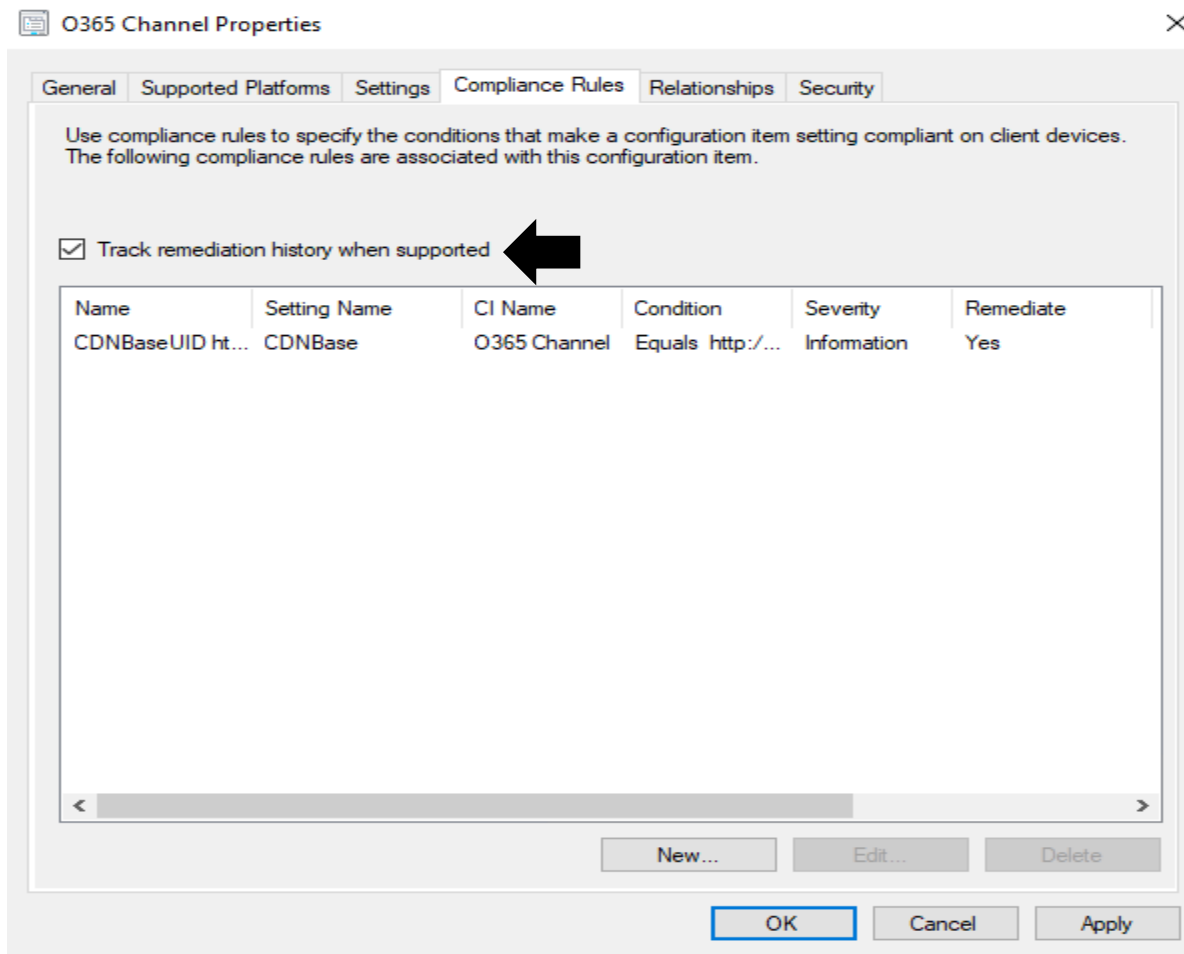 O365 Channel Properties
General Supported Platforms Settings Compliance Rules Relationships Security
Use compliance rules to specify the conditions that make a configuration item setting compliant on client devices.
The following compliance rules are associated with this configuration item.
Track remediation history when supported
Name Setting Name CI Name Condition Severity Remediate
CDNBaseUID ht... CDNBase O365 Channel Equals http:/... Information Yes
New... Edit... Delete
OK Cancel Apply